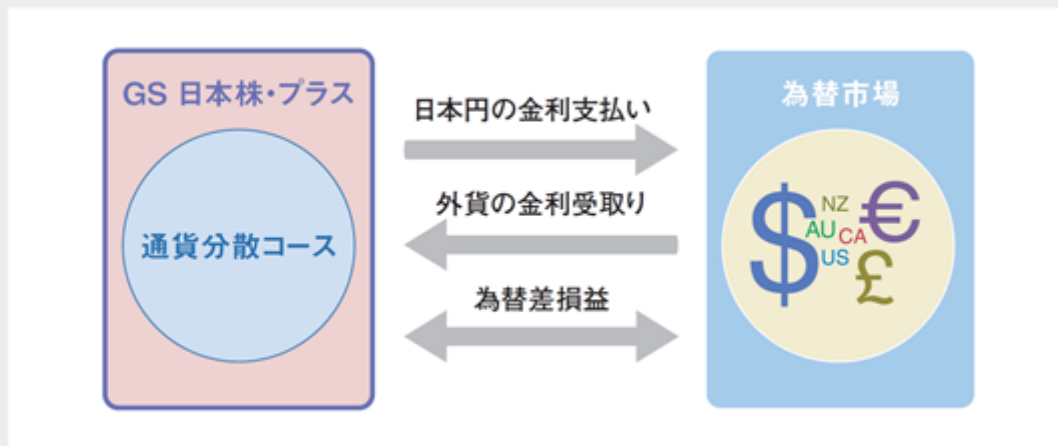 GS 日本株・プラス
通貨分散コース
日本円の金利支払い
外貨の金利受取り
為替差損益
為替市場
$
NZ
€
AU
CA
US
£